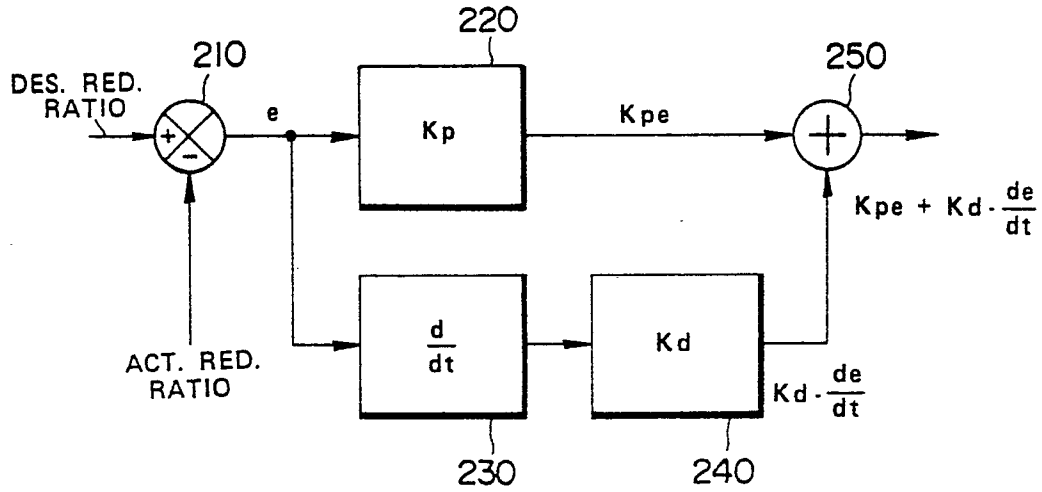 220
210
250
DES. RED.
RATIO
e
Kp
Kpe
+
-
+
Kpe + Kd · de/dt
ACT. RED.
RATIO
d/dt
Kd
Kd · de/dt
230
240